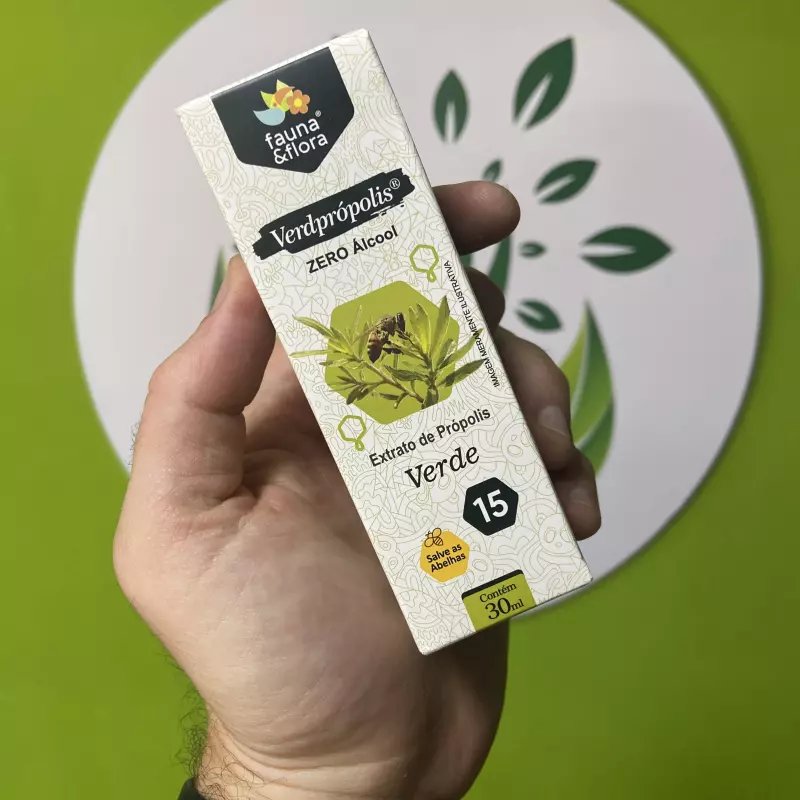 fauna®
&flora
Verdprópolis®
ZERO Álcool
IMAGEM MERAMENTE ILUSTRATIVA
Extrato de Própolis
Verde
15
Salve as
Abelhas
Contém
30ml